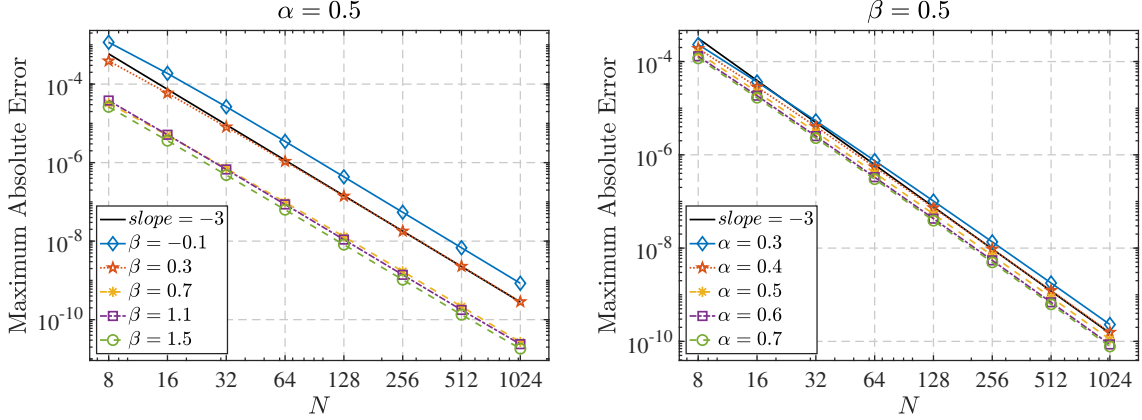 α = 0.5
Maximum Absolute Error
10^{-4}
10^{-6}
10^{-8}
10^{-10}
slope = −3
β = −0.1
β = 0.3
β = 0.7
β = 1.1
β = 1.5
8 16 32 64 128 256 512 1024
N
β = 0.5
Maximum Absolute Error
10^{-4}
10^{-6}
10^{-8}
10^{-10}
slope = −3
α = 0.3
α = 0.4
α = 0.5
α = 0.6
α = 0.7
8 16 32 64 128 256 512 1024
N